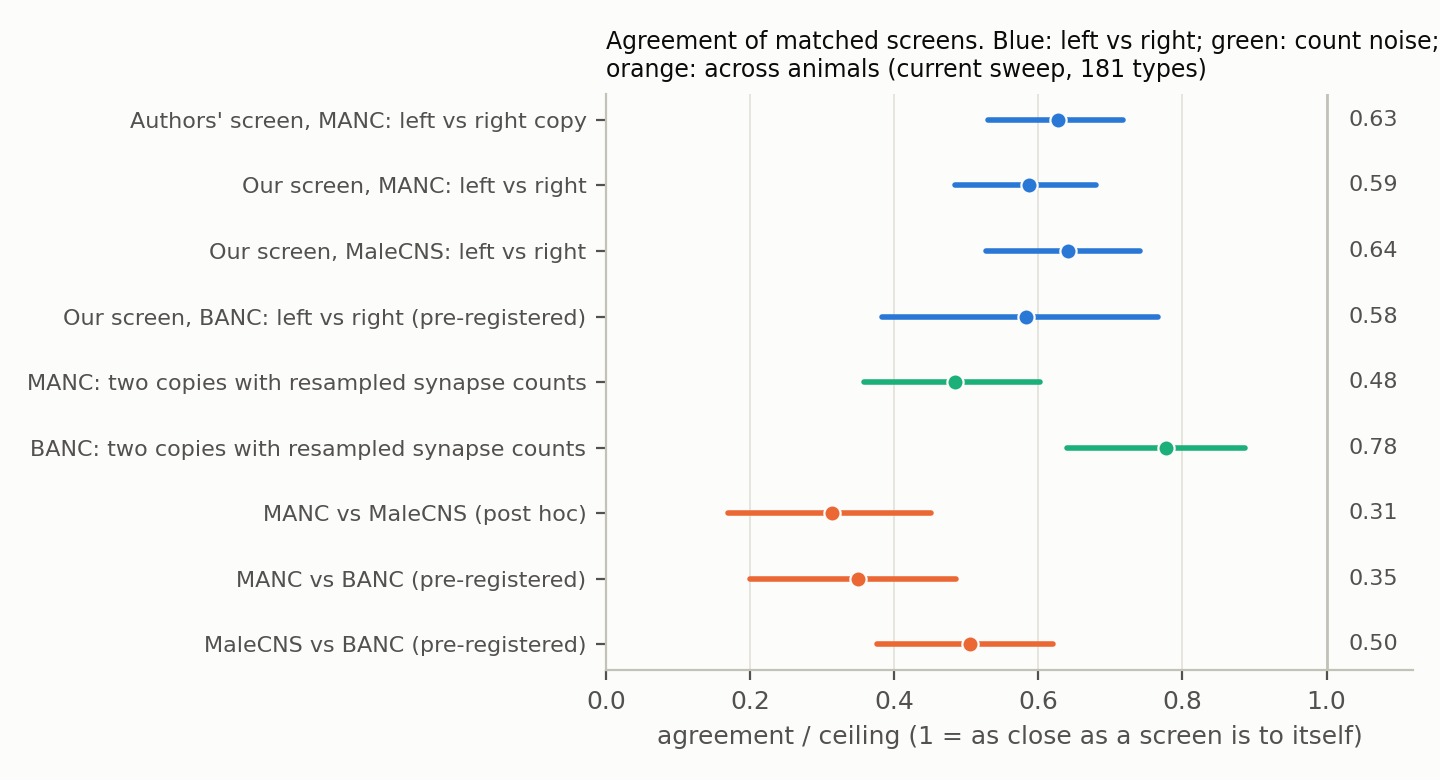 Agreement of matched screens. Blue: left vs right; green: count noise;
orange: across animals (current sweep, 181 types)
Authors' screen, MANC: left vs right copy
0.63
Our screen, MANC: left vs right
0.59
Our screen, MaleCNS: left vs right
0.64
Our screen, BANC: left vs right (pre-registered)
0.58
MANC: two copies with resampled synapse counts
0.48
BANC: two copies with resampled synapse counts
0.78
MANC vs MaleCNS (post hoc)
0.31
MANC vs BANC (pre-registered)
0.35
MaleCNS vs BANC (pre-registered)
0.50
0.0 0.2 0.4 0.6 0.8 1.0
agreement / ceiling (1 = as close as a screen is to itself)